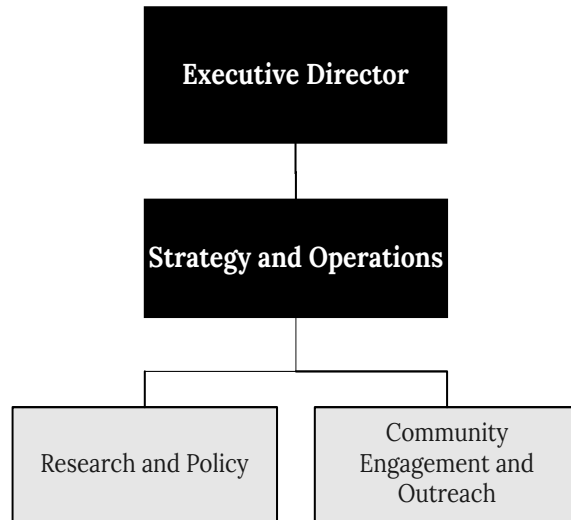 Executive Director
Strategy and Operations
Research and Policy
Community
Engagement and
Outreach